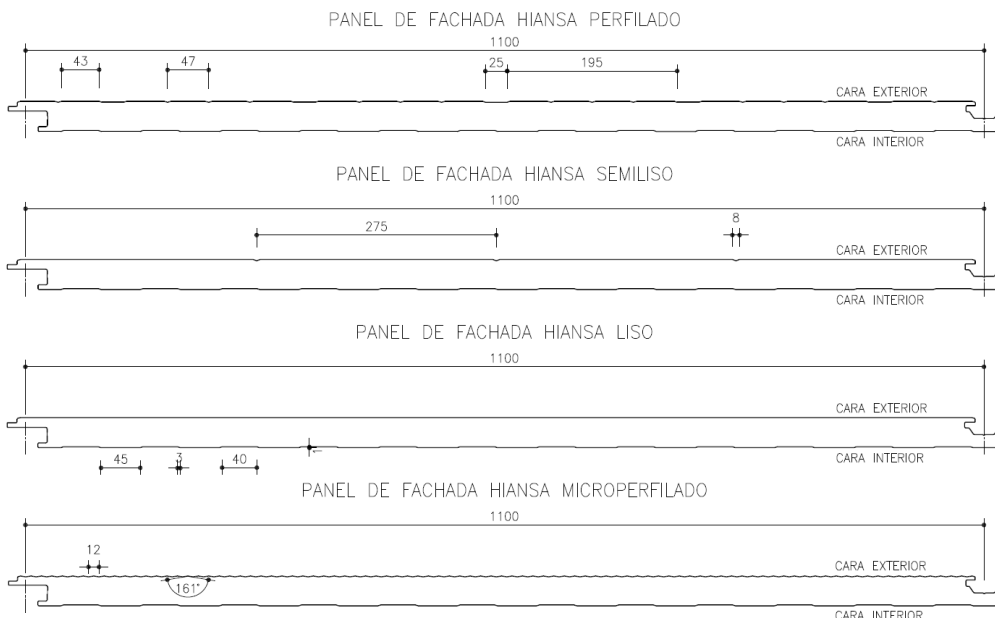 PANEL DE FACHADA HIANSA PERFILADO
1100
43 47 25 195
CARA EXTERIOR
CARA INTERIOR
PANEL DE FACHADA HIANSA SEMILISO
1100
275 8
CARA EXTERIOR
CARA INTERIOR
PANEL DE FACHADA HIANSA LISO
1100
CARA EXTERIOR
CARA INTERIOR
45 3 40 1
PANEL DE FACHADA HIANSA MICROPERFILADO
1100
12
CARA EXTERIOR
161°
CARA INTERIOR